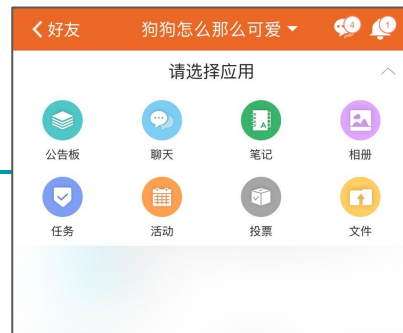 好友 狗狗怎么那么可爱 4 1
请选择应用
公告板 聊天 笔记 相册
任务 活动 投票 文件